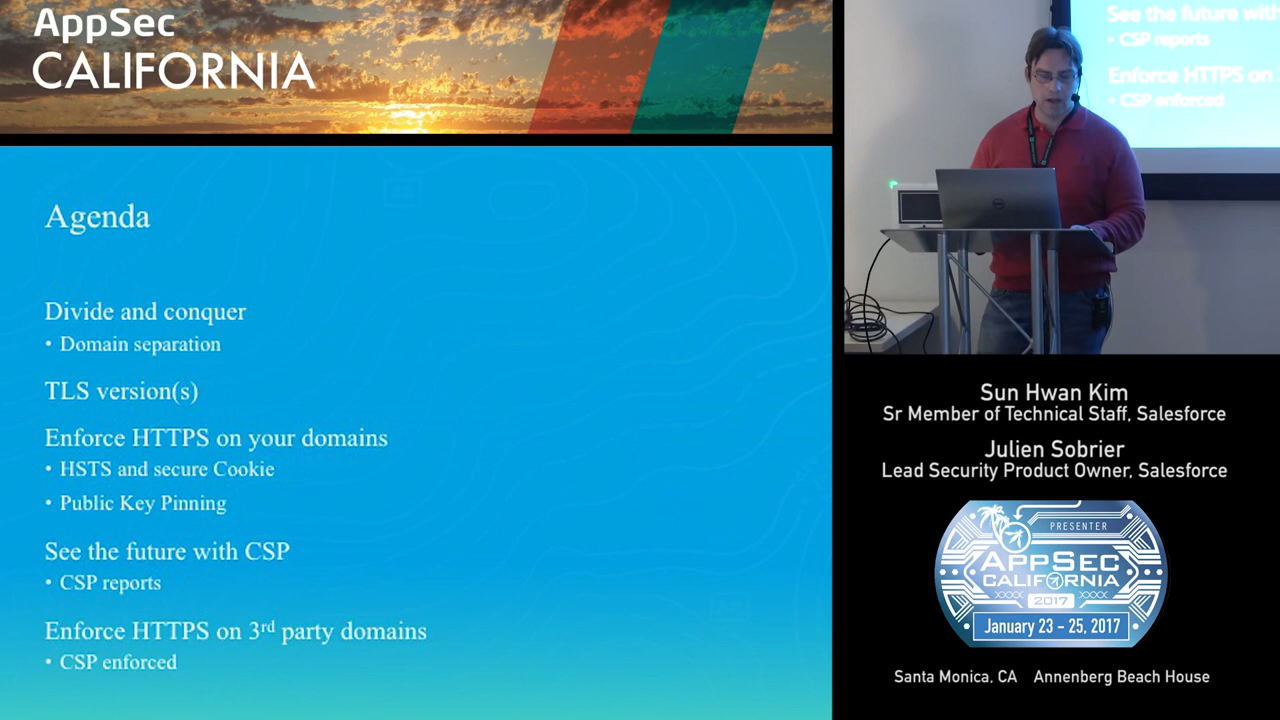 AppSec
CALIFORNIA
Agenda
Divide and conquer
• Domain separation
TLS version(s)
Enforce HTTPS on your domains
• HSTS and secure Cookie
• Public Key Pinning
See the future with CSP
• CSP reports
Enforce HTTPS on 3rd party domains
• CSP enforced
See the future with
• CSP reports
Enforce HTTPS on
• CSP enforced
DELL
Sun Hwan Kim
Sr Member of Technical Staff, Salesforce
Julien Sobrier
Lead Security Product Owner, Salesforce
PRESENTER
APPSEC
CALIFORNIA
2017
January 23 – 25, 2017
Santa Monica, CA Annenberg Beach House